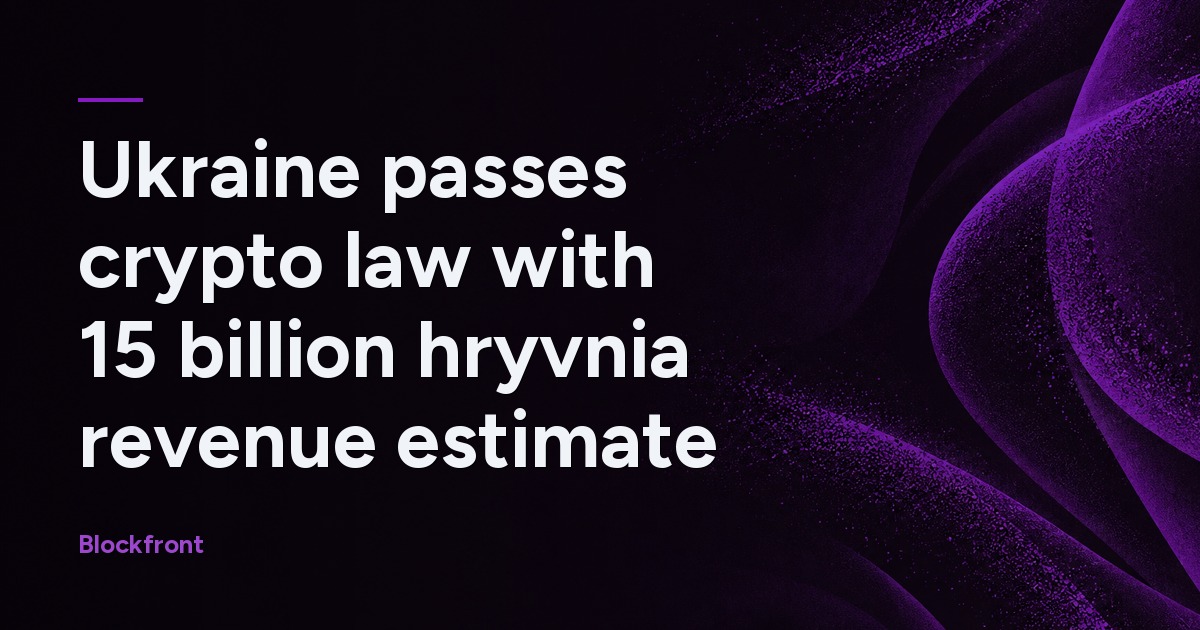 Ukraine passes
crypto law with
15 billion hryvnia
revenue estimate
Blockfront